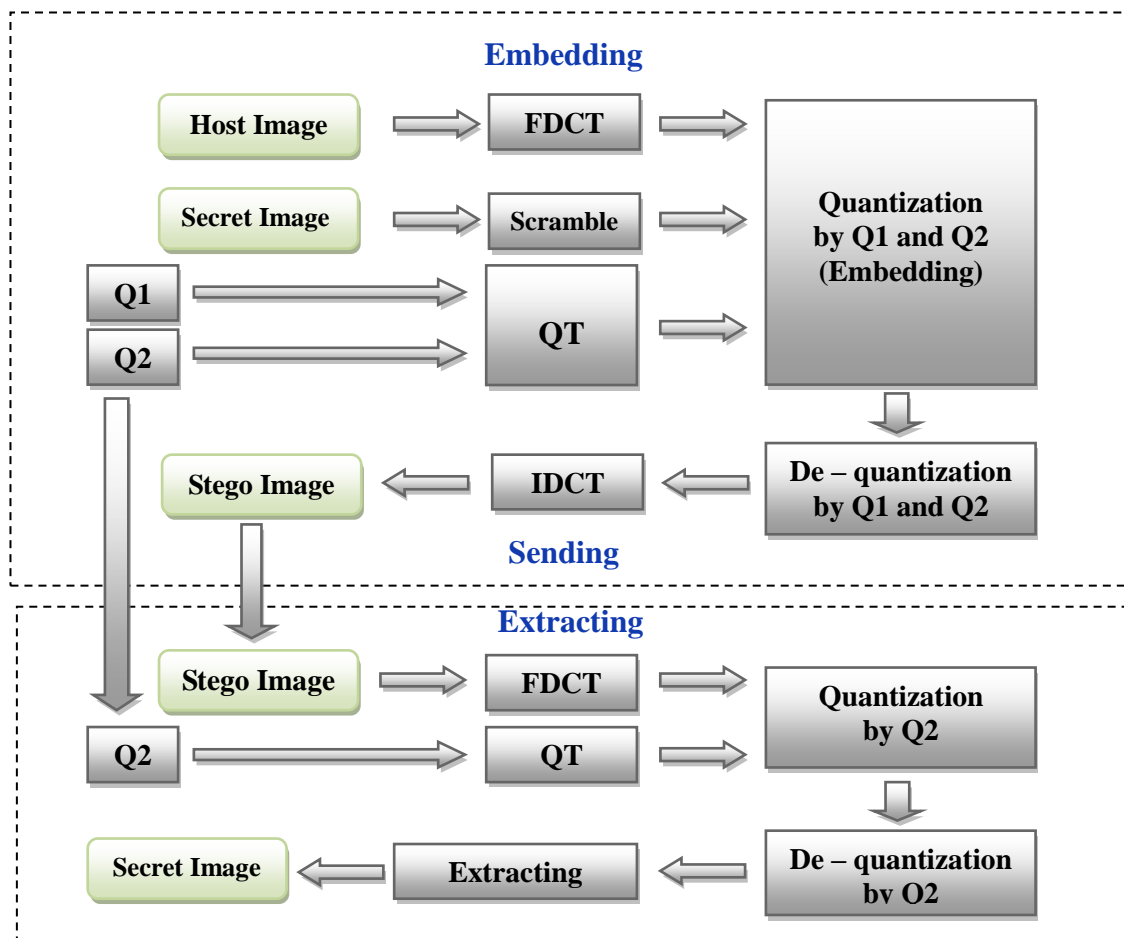 Embedding
Host Image
FDCT
Quantization
by Q1 and Q2
(Embedding)
Secret Image
Scramble
Q1
Q2
QT
De – quantization
by Q1 and Q2
IDCT
Stego Image
Sending
Extracting
Stego Image
FDCT
Quantization
by Q2
Q2
QT
De – quantization
by Q2
Extracting
Secret Image